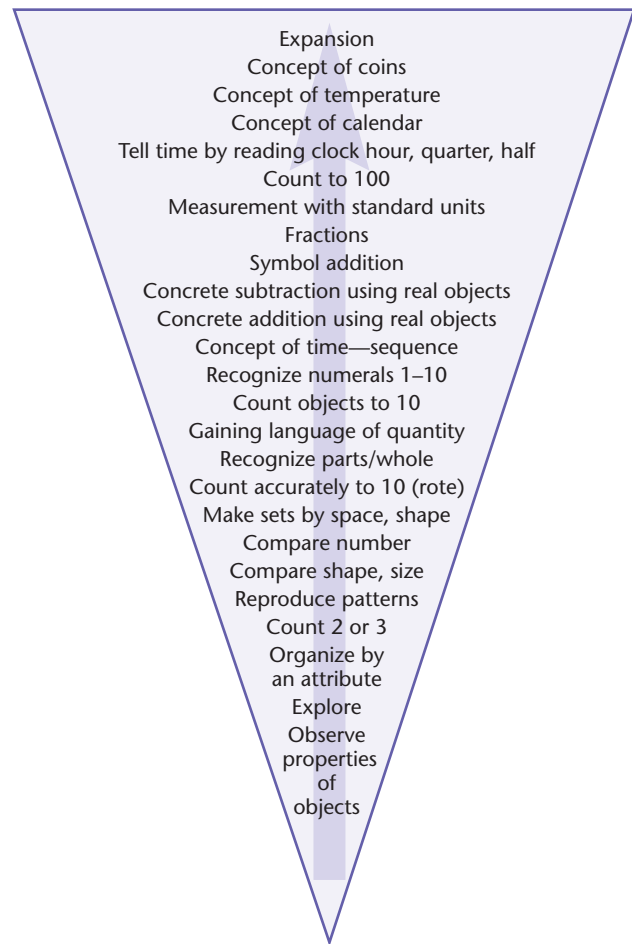 Expansion
Concept of coins
Concept of temperature
Concept of calendar
Tell time by reading clock hour, quarter, half
Count to 100
Measurement with standard units
Fractions
Symbol addition
Concrete subtraction using real objects
Concrete addition using real objects
Concept of time—sequence
Recognize numerals 1–10
Count objects to 10
Gaining language of quantity
Recognize parts/whole
Count accurately to 10 (rote)
Make sets by space, shape
Compare number
Compare shape, size
Reproduce patterns
Count 2 or 3
Organize by
an attribute
Explore
Observe
properties
of
objects